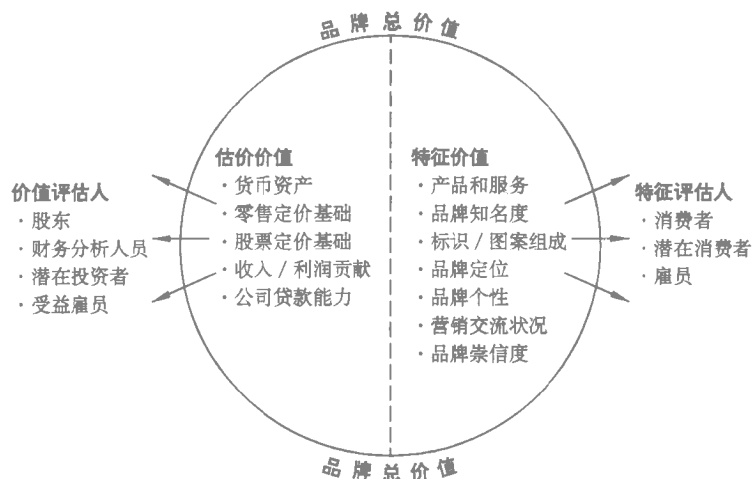 品牌总价值
价值评估人
· 股东
· 财务分析人员
· 潜在投资者
· 受益雇员
估价价值
· 货币资产
· 零售定价基础
· 股票定价基础
· 收入 / 利润贡献
· 公司贷款能力
特征价值
· 产品和服务
· 品牌知名度
· 标识 / 图案组成
· 品牌定位
· 品牌个性
· 营销交流状况
· 品牌崇信度
特征评估人
· 消费者
· 潜在消费者
· 雇员
品牌总价值